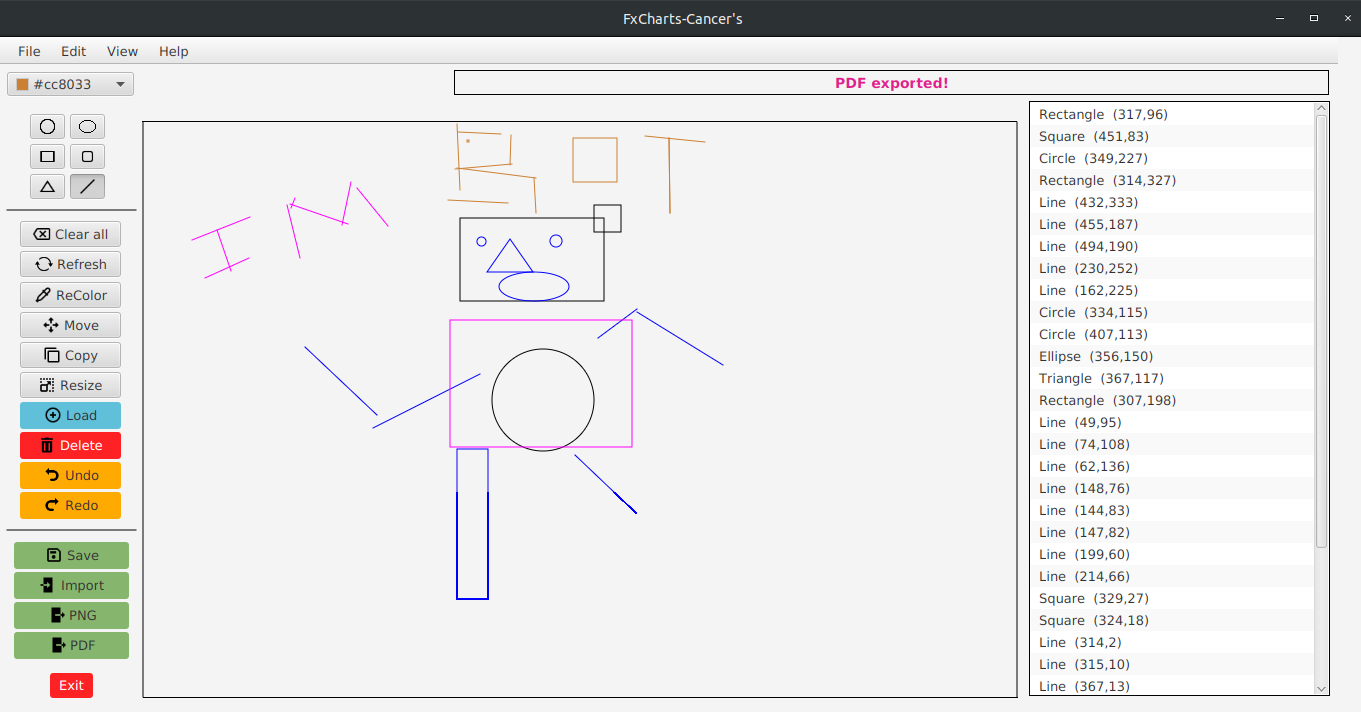 FxCharts-Cancer's
File Edit View Help
#cc8033
PDF exported!
Clear all
Refresh
ReColor
Move
Copy
Resize
Load
Delete
Undo
Redo
Save
Import
PNG
PDF
Exit
I M
Rectangle (317,96)
Square (451,83)
Circle (349,227)
Rectangle (314,327)
Line (432,333)
Line (455,187)
Line (494,190)
Line (230,252)
Line (162,225)
Circle (334,115)
Circle (407,113)
Ellipse (356,150)
Triangle (367,117)
Rectangle (307,198)
Line (49,95)
Line (74,108)
Line (62,136)
Line (148,76)
Line (144,83)
Line (147,82)
Line (199,60)
Line (214,66)
Square (329,27)
Square (324,18)
Line (314,2)
Line (315,10)
Line (367,13)